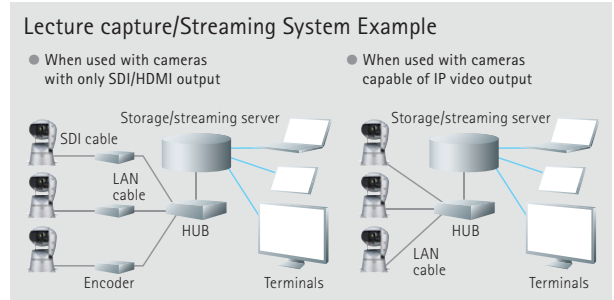 Lecture capture/Streaming System Example
● When used with cameras
with only SDI/HDMI output
Storage/streaming server
SDI cable
LAN
cable
HUB
Encoder
Terminals
● When used with cameras
capable of IP video output
Storage/streaming server
HUB
LAN
cable
Terminals